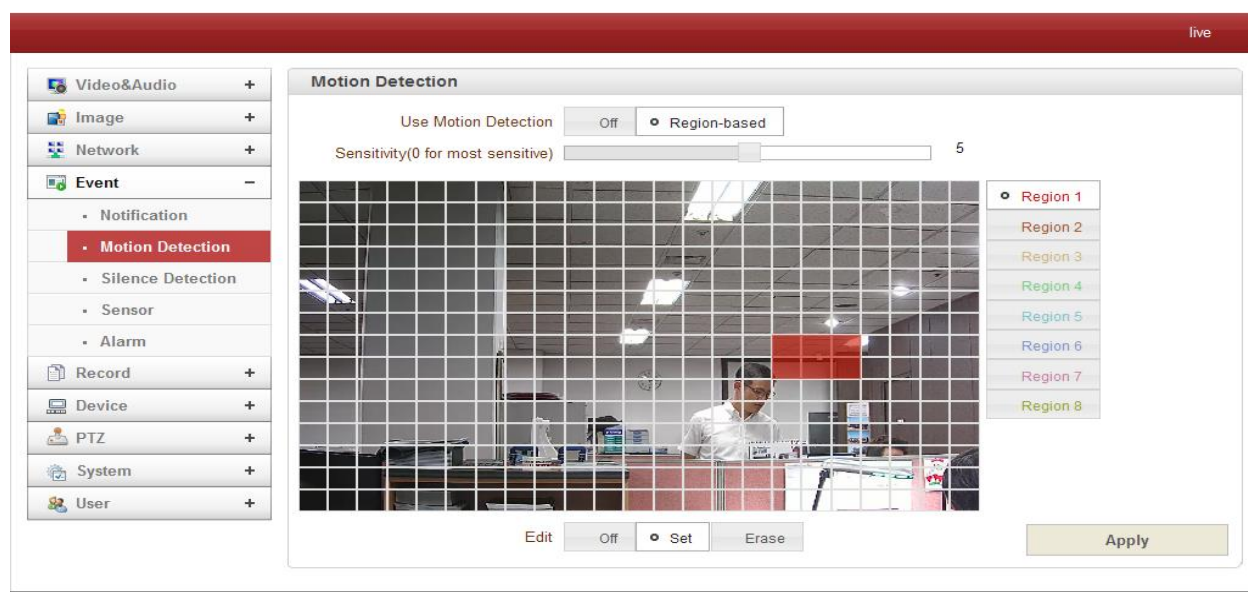 live
Video&Audio +
Image +
Network +
Event −
Notification
Motion Detection
Silence Detection
Sensor
Alarm
Record +
Device +
PTZ +
System +
User +
Motion Detection
Use Motion Detection Off Region-based
Sensitivity(0 for most sensitive) 5
Region 1
Region 2
Region 3
Region 4
Region 5
Region 6
Region 7
Region 8
Edit Off Set Erase
Apply